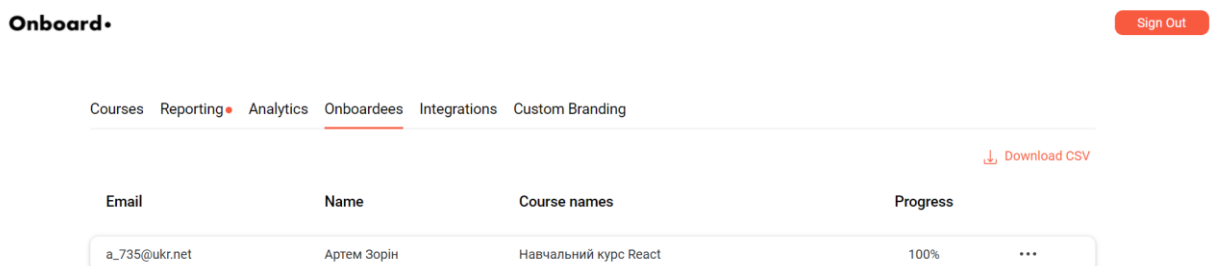 Onboard•
Sign Out
Courses Reporting Analytics Onboardees Integrations Custom Branding
Download CSV
Email Name Course names Progress
a_735@ukr.net Артем Зорін Навчальний курс React 100% •••